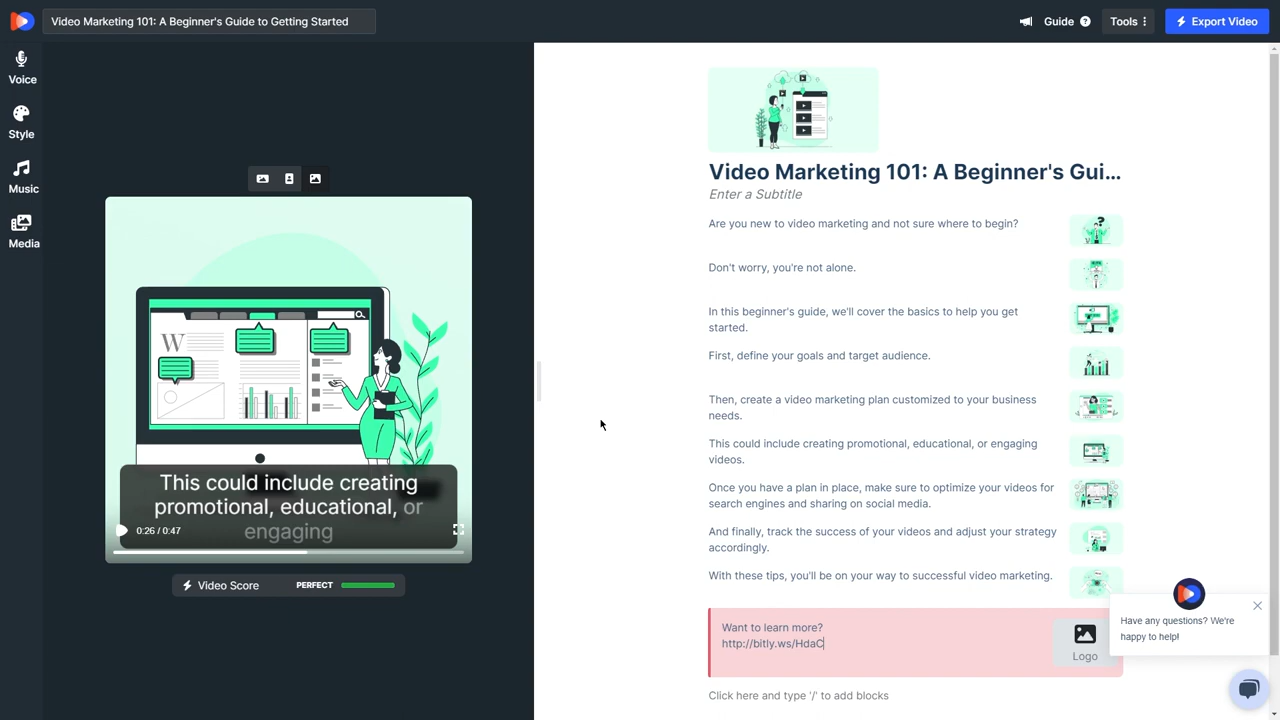 Video Marketing 101: A Beginner's Guide to Getting Started
Guide
Tools
Export Video
Voice
Style
Music
Media
This could include creating
promotional, educational, or
engaging
0:26 / 0:47
Video Score
PERFECT
Video Marketing 101: A Beginner's Gui...
Enter a Subtitle
Are you new to video marketing and not sure where to begin?
Don't worry, you're not alone.
In this beginner's guide, we'll cover the basics to help you get
started.
First, define your goals and target audience.
Then, create a video marketing plan customized to your business
needs.
This could include creating promotional, educational, or engaging
videos.
Once you have a plan in place, make sure to optimize your videos for
search engines and sharing on social media.
And finally, track the success of your videos and adjust your strategy
accordingly.
With these tips, you'll be on your way to successful video marketing.
Want to learn more?
http://bitly.ws/HdaC
Logo
Click here and type '/' to add blocks
Have any questions? We're
happy to help!
W